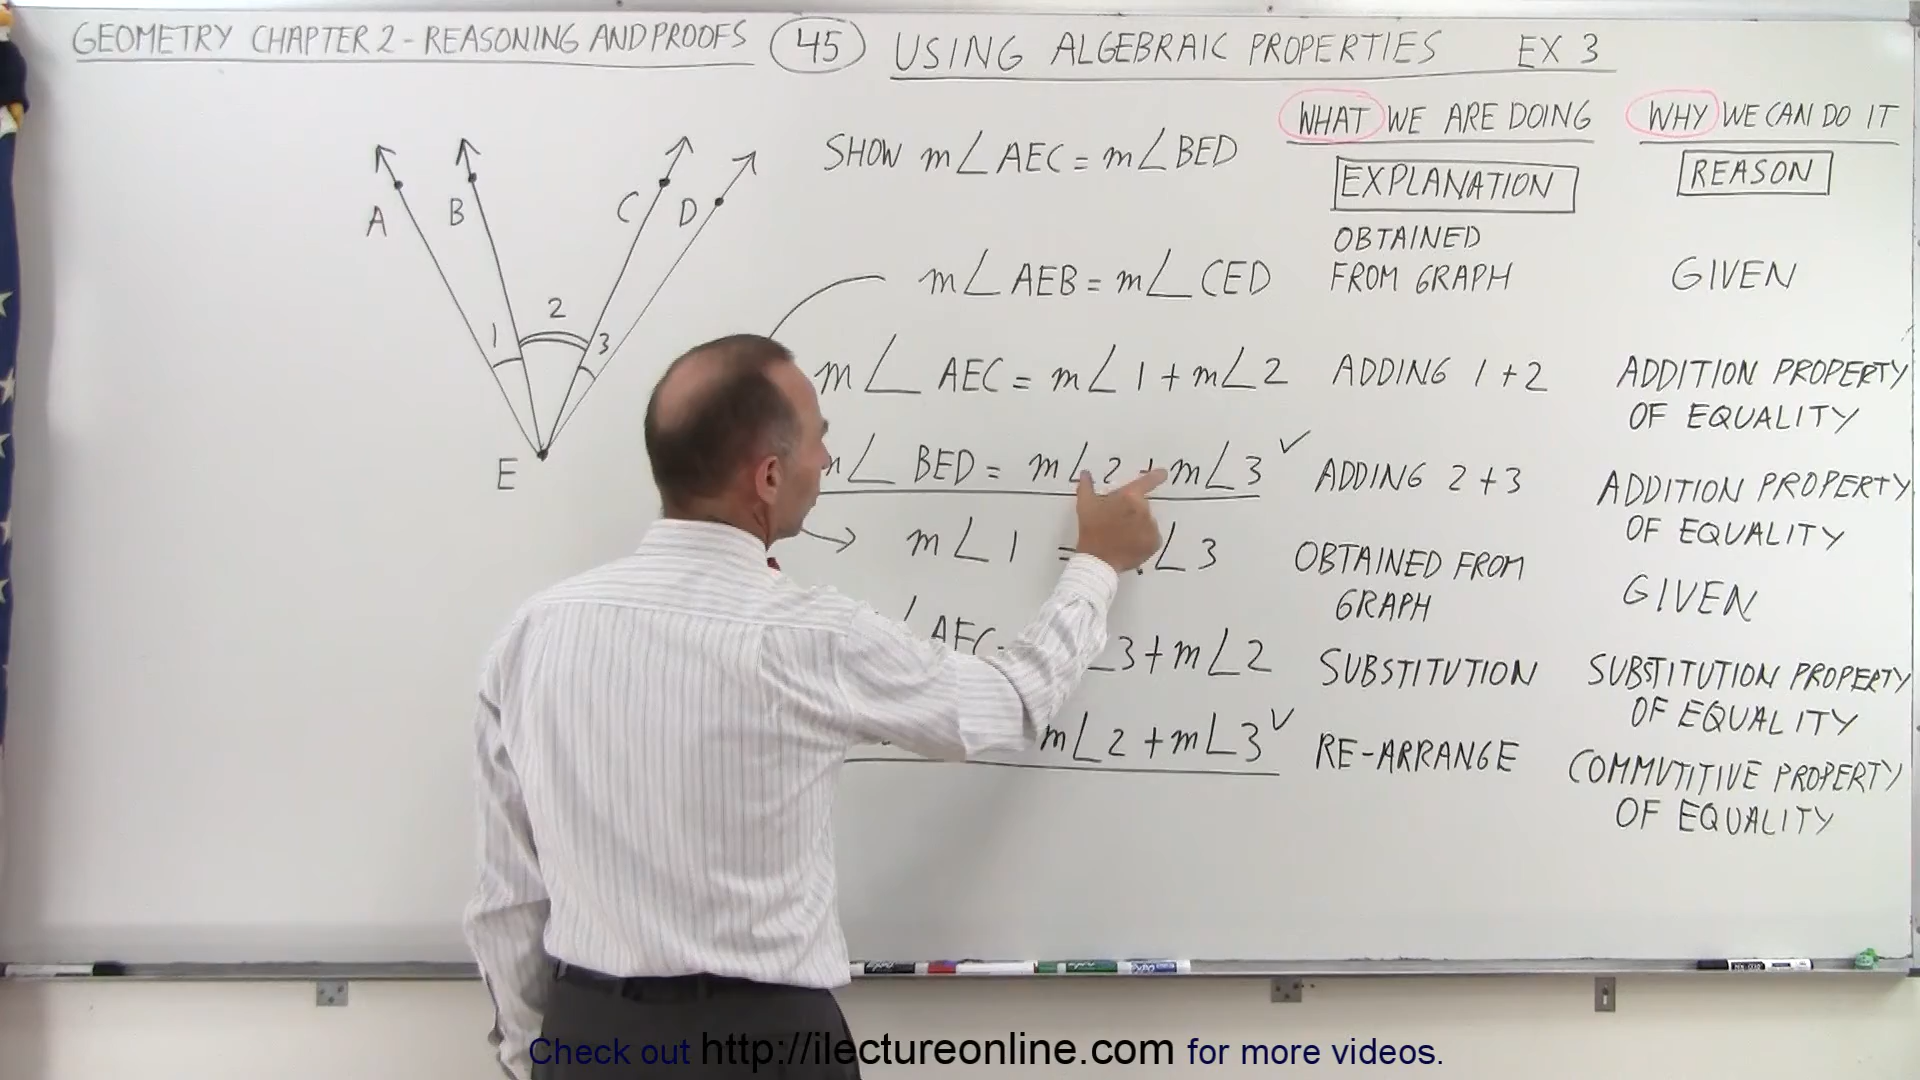 GEOMETRY CHAPTER 2 - REASONING AND PROOFS 45 USING ALGEBRAIC PROPERTIES EX 3
WHAT WE ARE DOING WHY WE CAN DO IT
SHOW m∠AEC = m∠BED EXPLANATION REASON
A B C D
1 2 3
E
m∠AEB = m∠CED OBTAINED FROM GRAPH GIVEN
m∠AEC = m∠1 + m∠2 ADDING 1 + 2 ADDITION PROPERTY
OF EQUALITY
m∠BED = m∠2 + m∠3 ✓ ADDING 2 + 3 ADDITION PROPERTY
OF EQUALITY
m∠1 = ∠3 OBTAINED FROM
GRAPH GIVEN
∠AEC ∠3 + m∠2 SUBSTITUTION SUBSTITUTION PROPERTY
OF EQUALITY
m∠2 + m∠3 ✓ RE-ARRANGE COMMUTITIVE PROPERTY
OF EQUALITY
Check out http://ilectureonline.com for more videos.